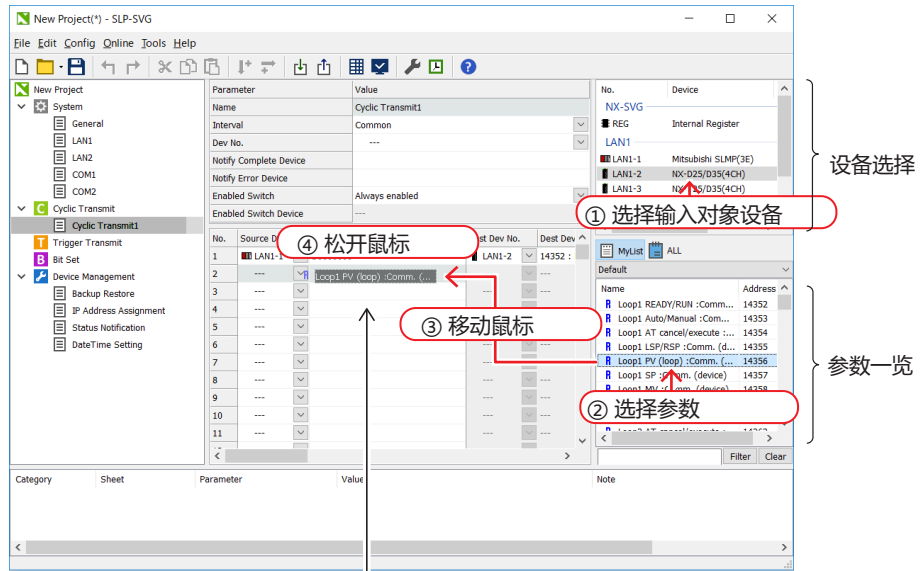 New Project(*) - SLP-SVG
File Edit Config Online Tools Help
New Project
System
General
LAN1
LAN2
COM1
COM2
Cyclic Transmit
Cyclic Transmit1
Trigger Transmit
Bit Set
Device Management
Backup Restore
IP Address Assignment
Status Notification
DateTime Setting
Parameter Value
Name Cyclic Transmit1
Interval Common
Dev No. ---
Notify Complete Device
Notify Error Device
Enabled Switch Always enabled
Enabled Switch Device ---
No. Source D st Dev No. Dest Dev
1 LAN1-1 LAN1-2 14352 :
2 --- R Loop1 PV (loop) :Comm. (... --- ---
3 --- --- ---
4 --- --- ---
5 --- --- ---
6 --- --- ---
7 --- --- ---
8 --- --- ---
9 --- --- ---
10 --- --- ---
11 --- --- ---
④ 松开鼠标
③ 移动鼠标
No. Device
NX-SVG
REG Internal Register
LAN1
LAN1-1 Mitsubishi SLMP(3E)
LAN1-2 NX-D25/D35(4CH)
LAN1-3 NX-D25/D35(4CH)
① 选择输入对象设备
设备选择
MyList ALL
Default
Name Address
R Loop1 READY/RUN :Comm... 14352
R Loop1 Auto/Manual :Com... 14353
R Loop1 AT cancel/execute :... 14354
R Loop1 LSP/RSP :Comm. (d... 14355
R Loop1 PV (loop) :Comm. (... 14356
R Loop1 SP :Comm. (device) 14357
R Loop1 MV :Comm. (device) 14358
② 选择参数
参数一览
Filter Clear
Category Sheet Parameter Value Note